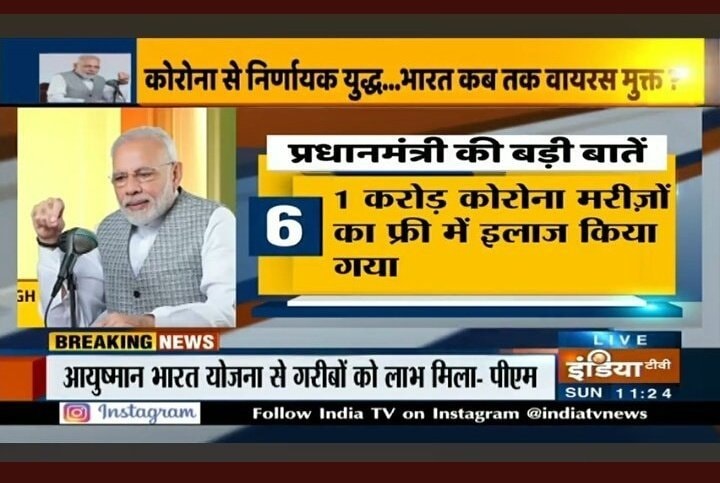 कोरोना से निर्णायक युद्ध...भारत कब तक वायरस मुक्त ?
प्रधानमंत्री की बड़ी बातें
6
1 करोड़ कोरोना मरीज़ों
का फ्री में इलाज किया
गया
GH
BREAKING NEWS
LIVE
आयुष्मान भारत योजना से गरीबों को लाभ मिला- पीएम
इंडिया टीवी
SUN 11:24
Instagram
Follow India TV on Instagram @indiatvnews